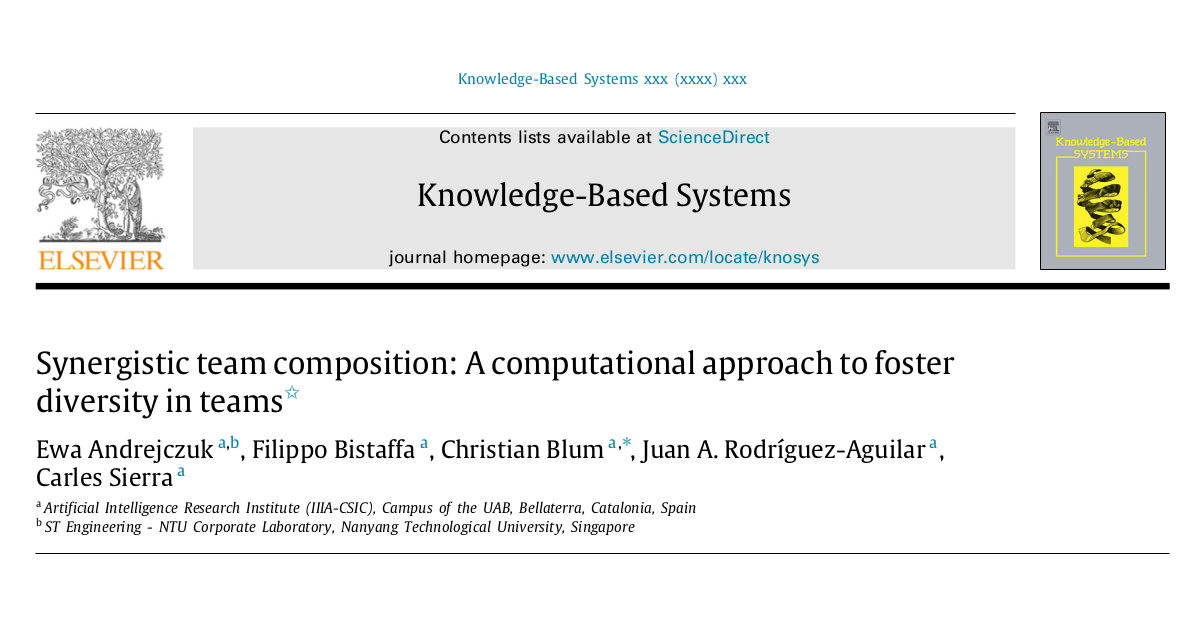 Knowledge-Based Systems xxx (xxxx) xxx
Contents lists available at ScienceDirect
Knowledge-Based Systems
journal homepage: www.elsevier.com/locate/knosys
ELSEVIER
Knowledge-Based
SYSTEMS
Synergistic team composition: A computational approach to foster
diversity in teams☆
Ewa Andrejczuk a,b, Filippo Bistaffa a, Christian Blum a,*, Juan A. Rodríguez-Aguilar a,
Carles Sierra a
a Artificial Intelligence Research Institute (IIIA-CSIC), Campus of the UAB, Bellaterra, Catalonia, Spain
b ST Engineering - NTU Corporate Laboratory, Nanyang Technological University, Singapore